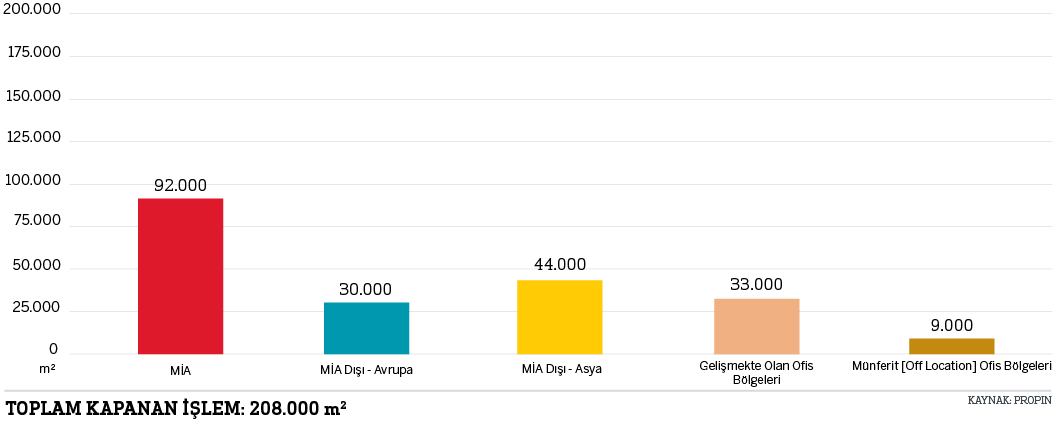 200.000
175.000
150.000
125.000
100.000
75.000
50.000
25.000
0
m²
92.000
30.000
44.000
33.000
9.000
MİA
MİA Dışı - Avrupa
MİA Dışı - Asya
Gelişmekte Olan Ofis
Bölgeleri
Münferit [Off Location] Ofis Bölgeleri
TOPLAM KAPANAN İŞLEM: 208.000 m²
KAYNAK: PROPIN